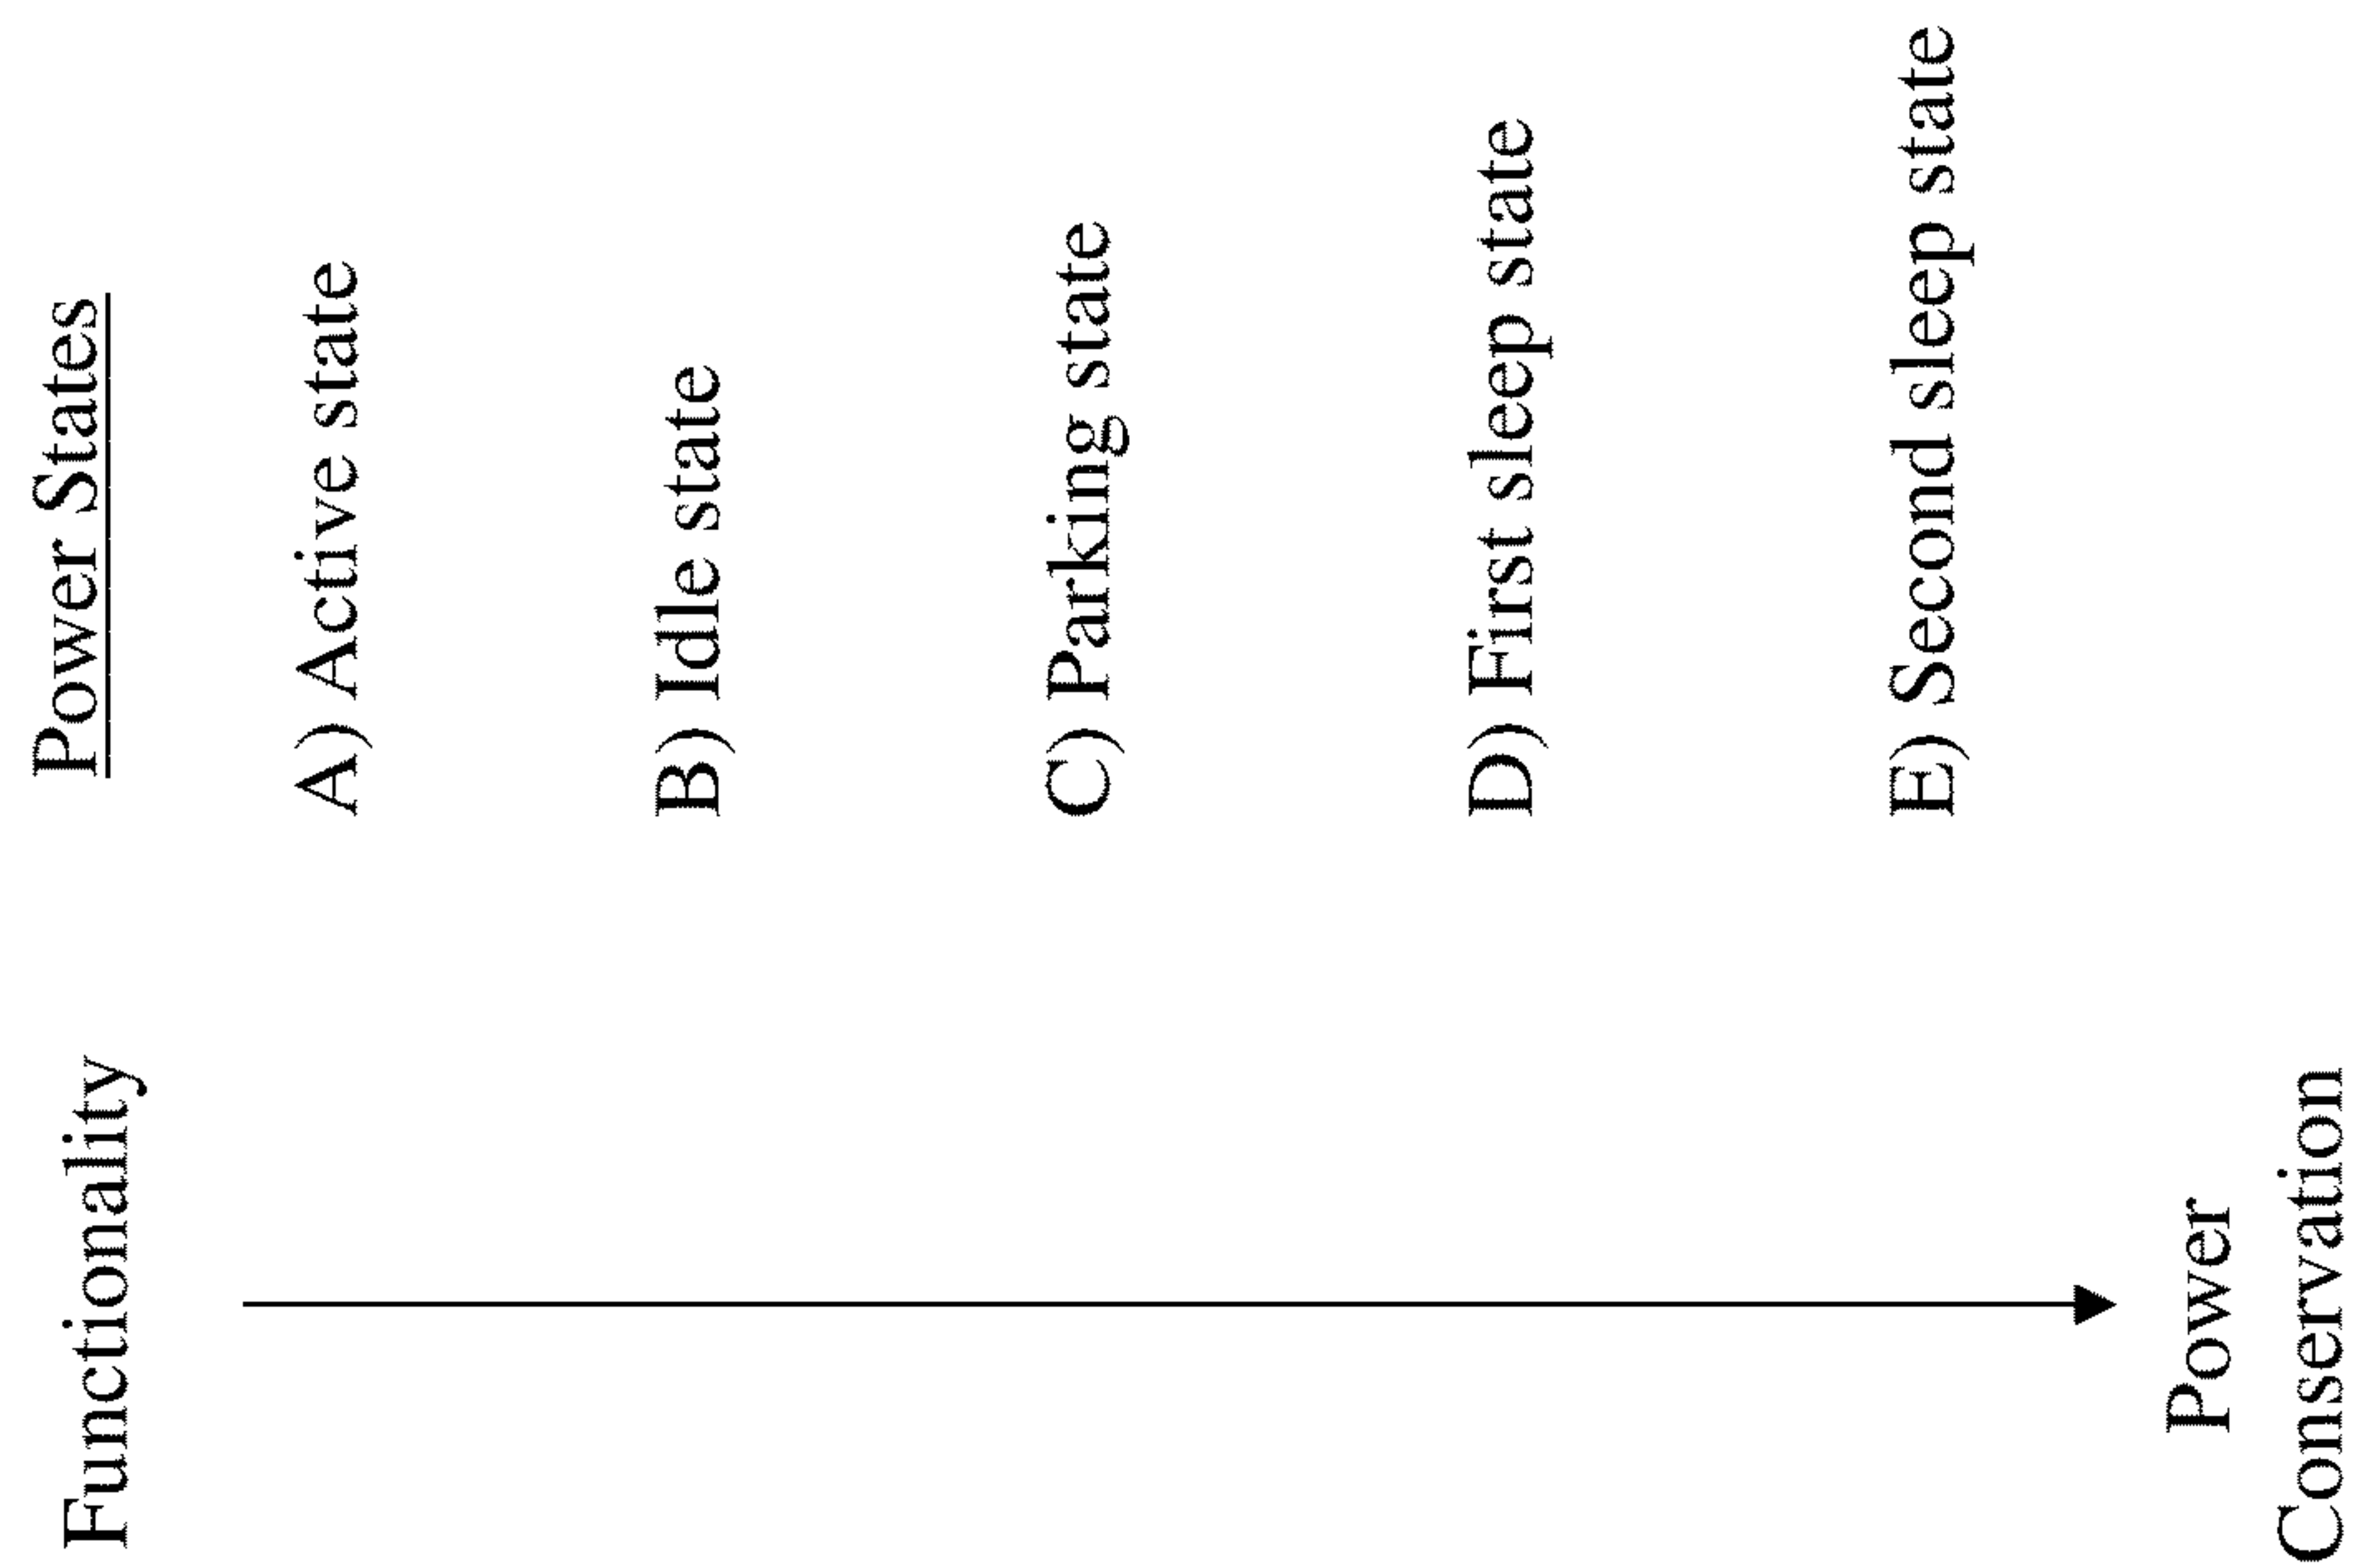 Power States
Functionality
A) Active state
B) Idle state
C) Parking state
D) First sleep state
E) Second sleep state
Power
Conservation